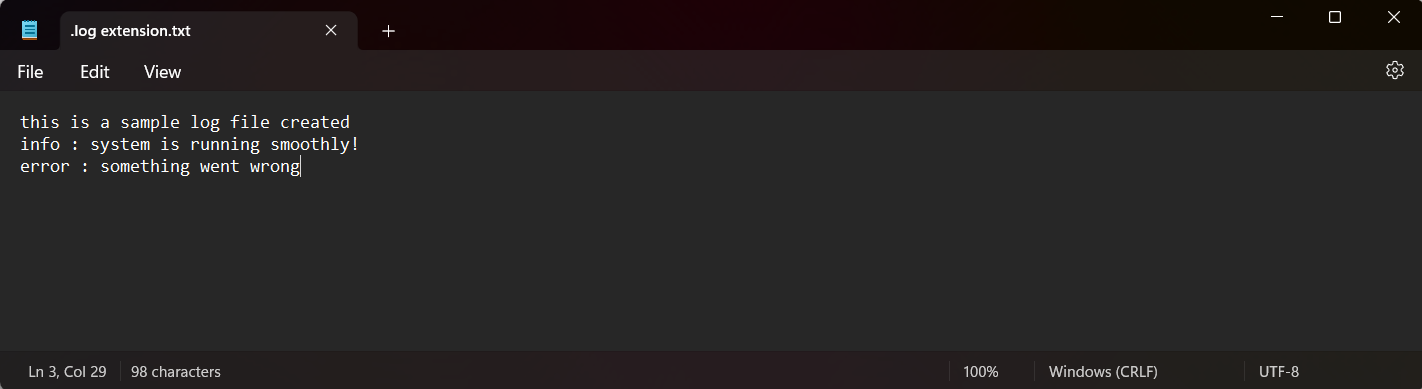 .log extension.txt
File Edit View
this is a sample log file created
info : system is running smoothly!
error : something went wrong
Ln 3, Col 29 98 characters 100% Windows (CRLF) UTF-8